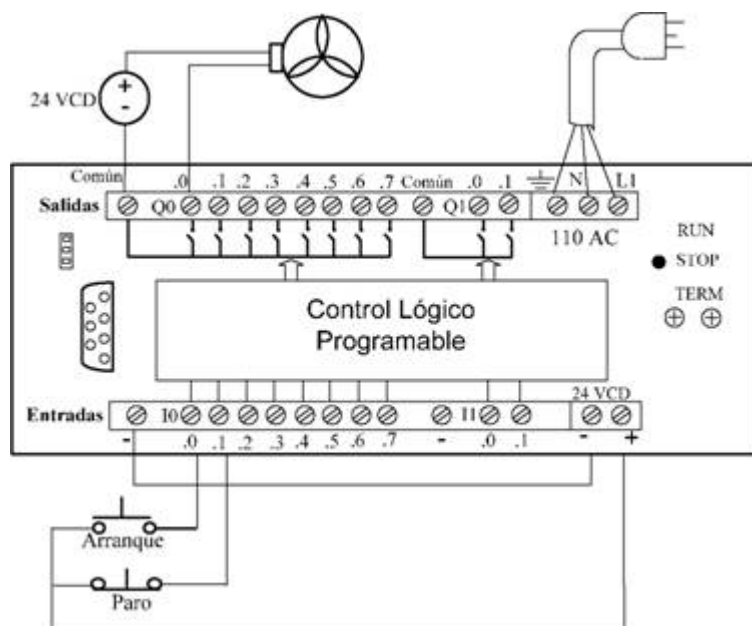 24 VCD
+
-
Común .0 .1 .2 .3 .4 .5 .6 .7 Común .0 .1 N L1
Salidas Q0 Q1
110 AC
RUN
STOP
TERM
Control Lógico
Programable
24 VCD
Entradas I0 I1
- .0 .1 .2 .3 .4 .5 .6 .7 - .0 .1 - +
Arranque
Paro